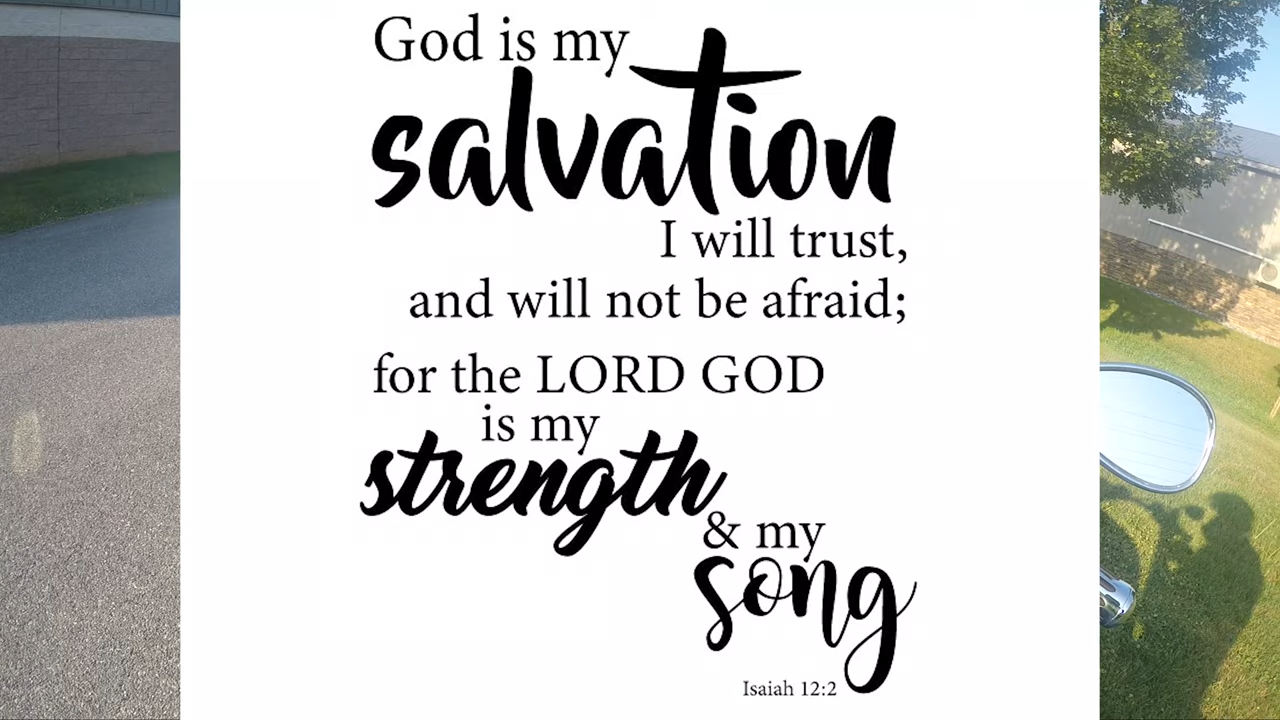 God is my
salvation
I will trust,
and will not be afraid;
for the LORD GOD
is my
strength
& my
song
Isaiah 12:2